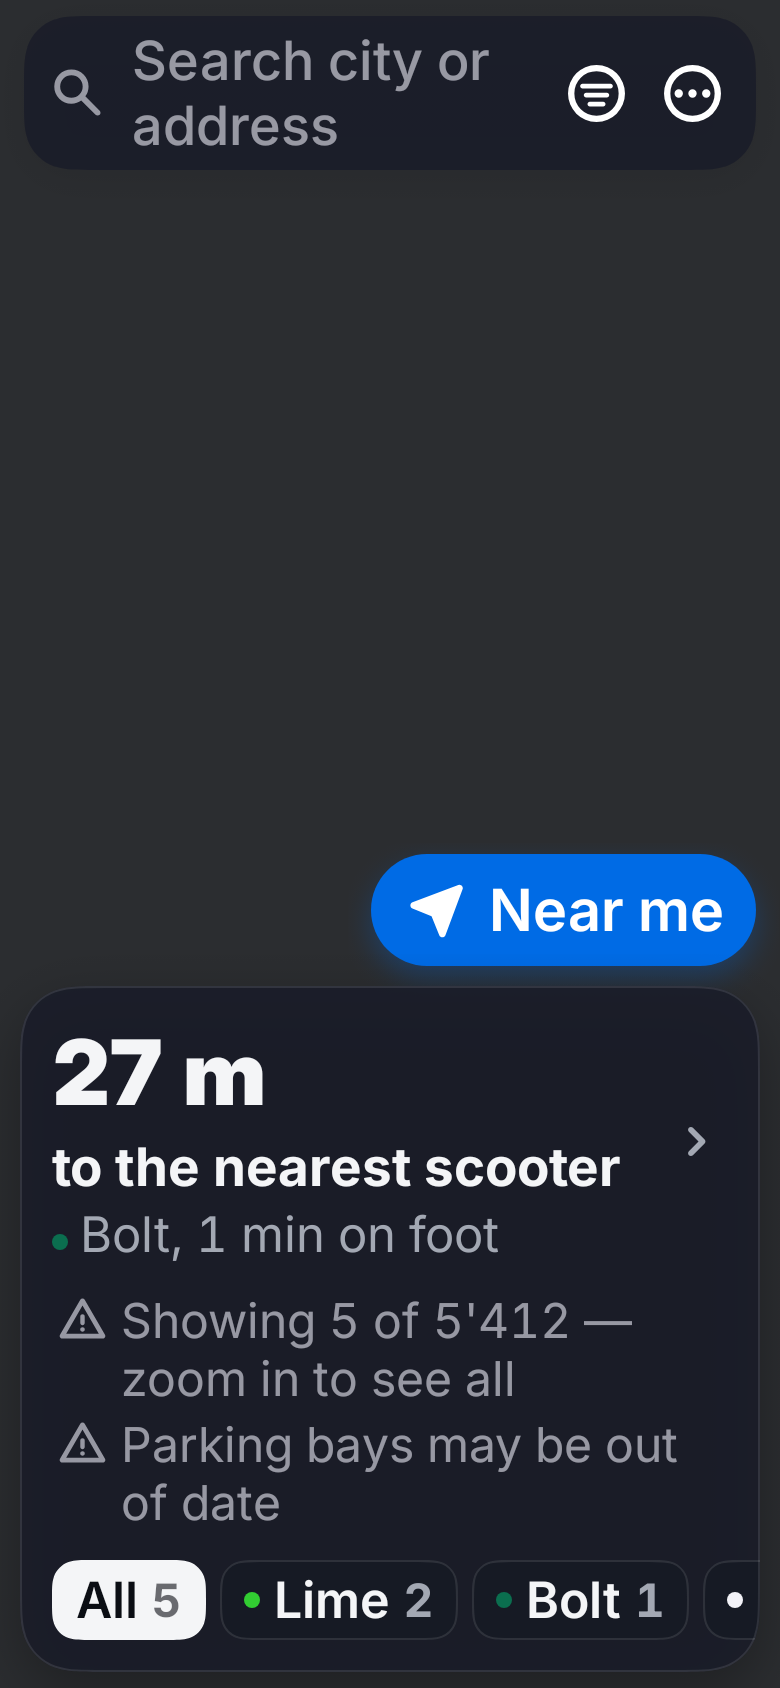 Search city or
address
Near me
27 m
to the nearest scooter
Bolt, 1 min on foot
Showing 5 of 5'412 —
zoom in to see all
Parking bays may be out
of date
All 5 Lime 2 Bolt 1